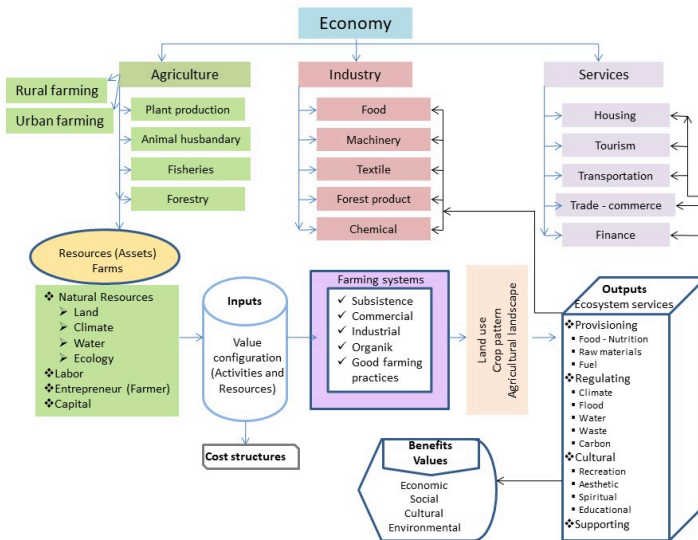 Economy
Agriculture
Industry
Services
Rural farming
Urban farming
Plant production
Animal husbandary
Fisheries
Forestry
Food
Machinery
Textile
Forest product
Chemical
Housing
Tourism
Transportation
Trade - commerce
Finance
Resources (Assets)
Farms
Natural Resources
Land
Climate
Water
Ecology
Labor
Entrepreneur (Farmer)
Capital
Inputs
Value
configuration
(Activities and
Resources)
Cost structures
Farming systems
Subsistence
Commercial
Industrial
Organik
Good farming
practices
Land use
Crop pattern
Agricultural landscape
Outputs
Ecosystem services
Provisioning
Food - Nutrition
Raw materials
Fuel
Regulating
Climate
Flood
Water
Waste
Carbon
Cultural
Recreation
Aesthetic
Spiritual
Educational
Supporting
Benefits
Values
Economic
Social
Cultural
Environmental